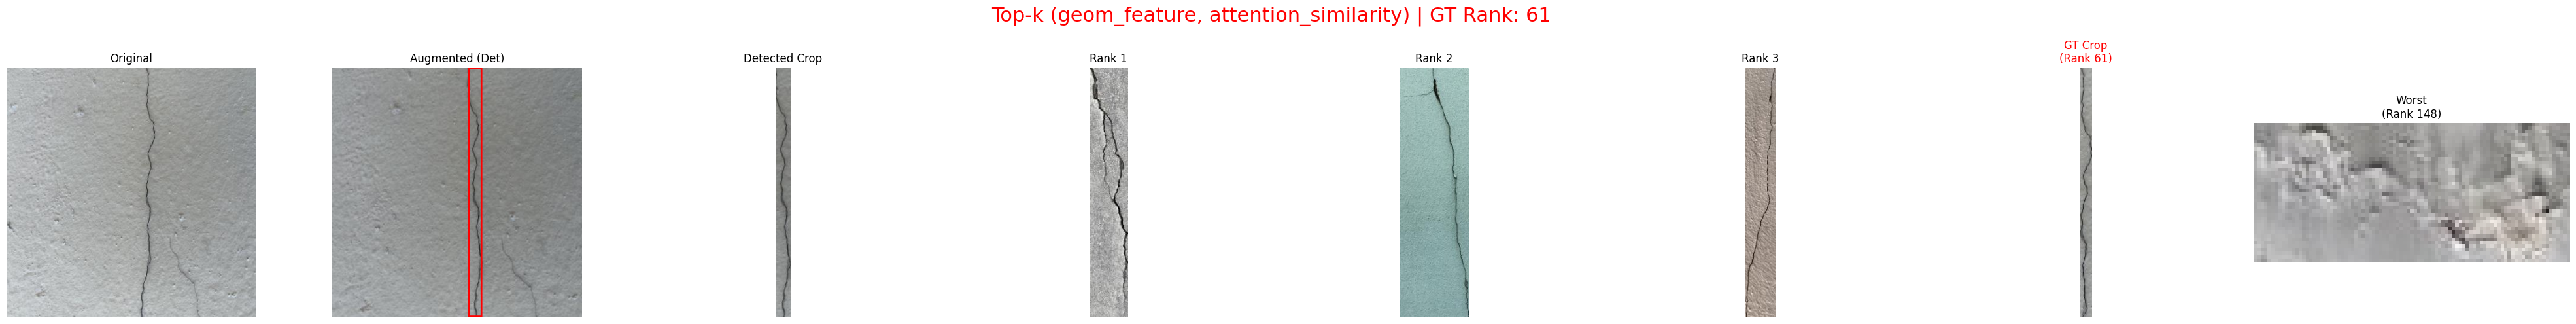 Top-k (geom_feature, attention_similarity) | GT Rank: 61
Original
Augmented (Det)
Detected Crop
Rank 1
Rank 2
Rank 3
GT Crop
(Rank 61)
Worst
(Rank 148)